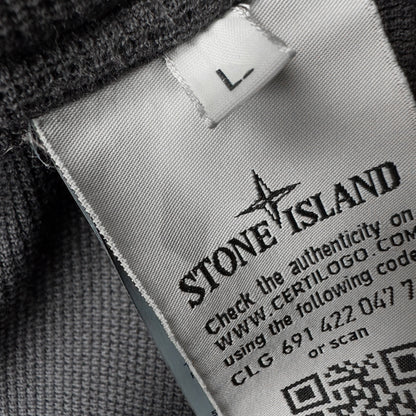 L
STONE ISLAND
Check the authenticity on
WWW.CERTILOGO.COM
using the following code
CLG 691 422 047 7
or scan